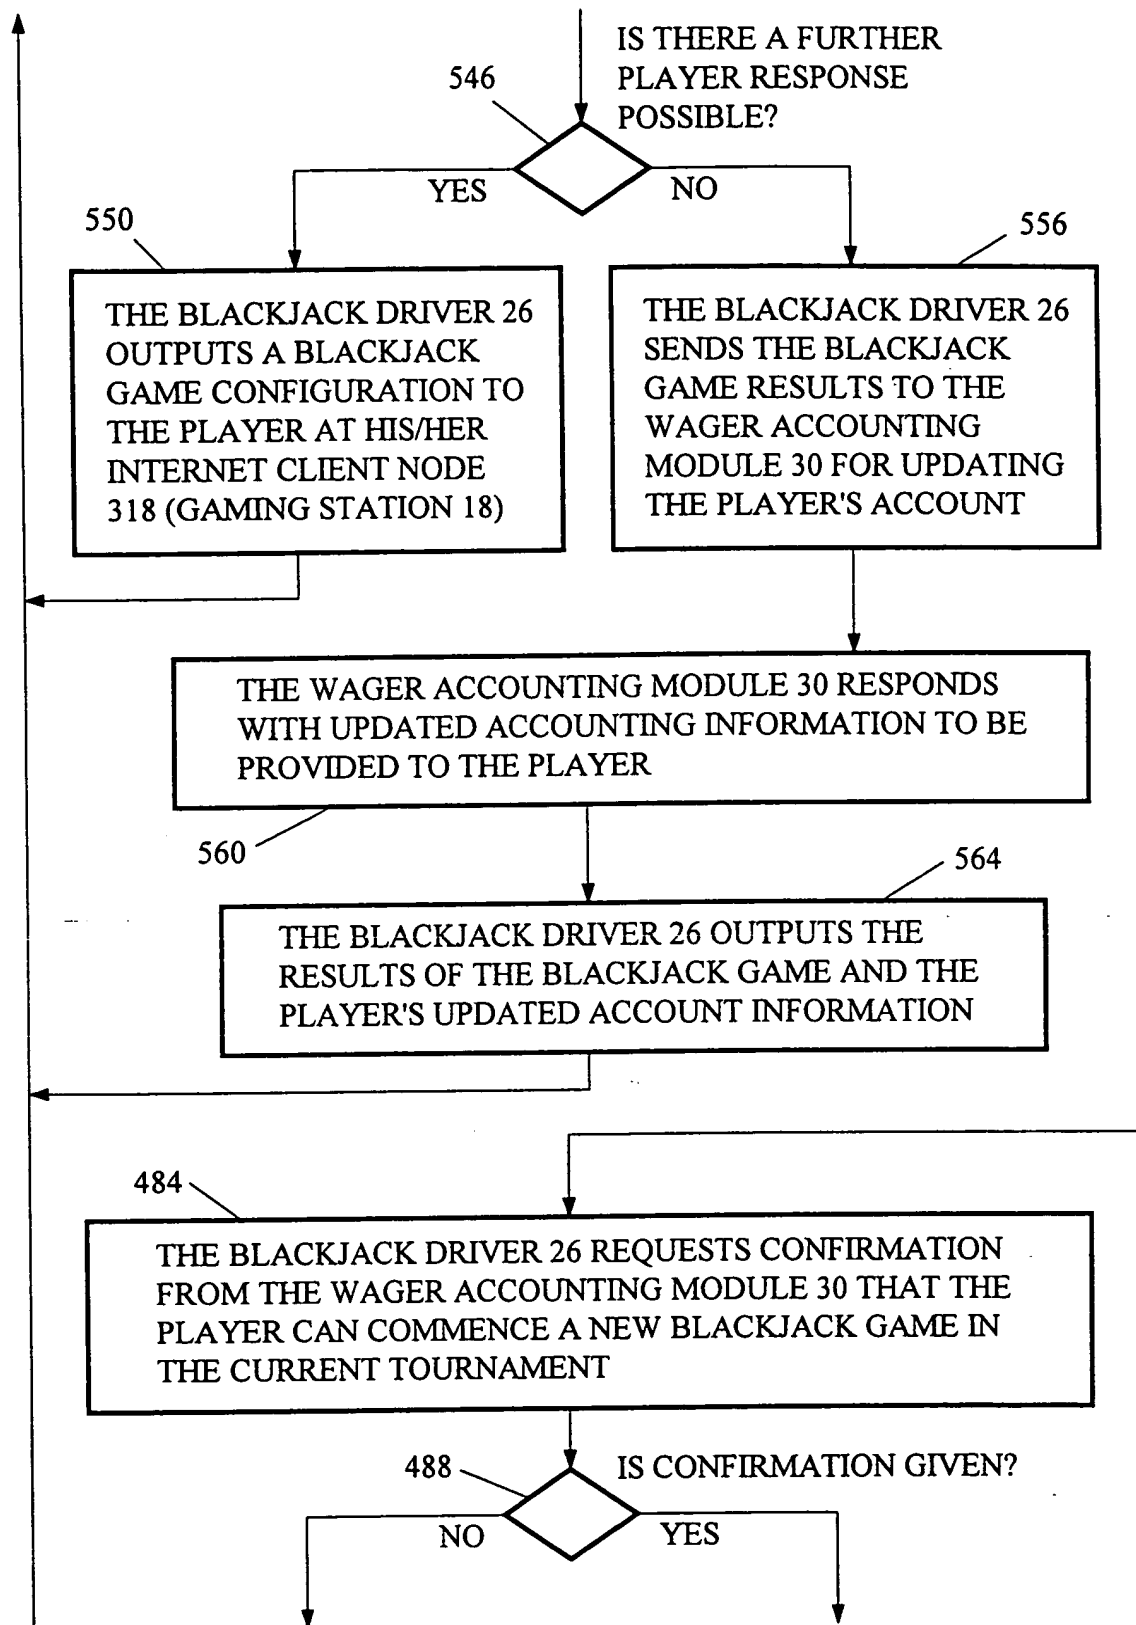 IS THERE A FURTHER
PLAYER RESPONSE
POSSIBLE?
546
YES
NO
550
556
THE BLACKJACK DRIVER 26
OUTPUTS A BLACKJACK
GAME CONFIGURATION TO
THE PLAYER AT HIS/HER
INTERNET CLIENT NODE
318 (GAMING STATION 18)
THE BLACKJACK DRIVER 26
SENDS THE BLACKJACK
GAME RESULTS TO THE
WAGER ACCOUNTING
MODULE 30 FOR UPDATING
THE PLAYER'S ACCOUNT
THE WAGER ACCOUNTING MODULE 30 RESPONDS
WITH UPDATED ACCOUNTING INFORMATION TO BE
PROVIDED TO THE PLAYER
560
564
THE BLACKJACK DRIVER 26 OUTPUTS THE
RESULTS OF THE BLACKJACK GAME AND THE
PLAYER'S UPDATED ACCOUNT INFORMATION
484
THE BLACKJACK DRIVER 26 REQUESTS CONFIRMATION
FROM THE WAGER ACCOUNTING MODULE 30 THAT THE
PLAYER CAN COMMENCE A NEW BLACKJACK GAME IN
THE CURRENT TOURNAMENT
488
IS CONFIRMATION GIVEN?
NO
YES